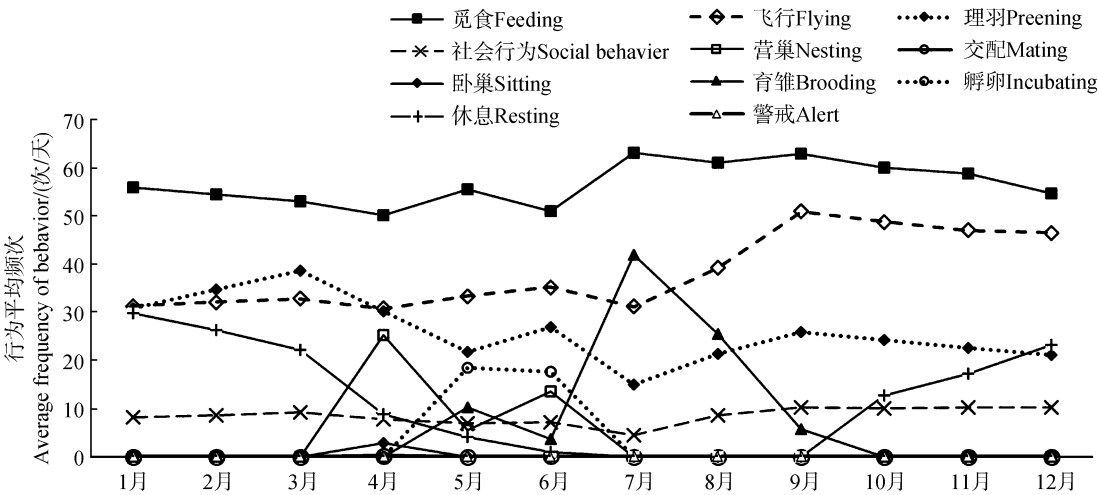 觅食Feeding 飞行Flying 理羽Preening
社会行为Social behavier 营巢Nesting 交配Mating
卧巢Sitting 育雏Brooding 孵卵Incubating
休息Resting 警戒Alert
行为平均频次
Average frequency of bebavior/(次/天)
70
60
50
40
30
20
10
0
1月 2月 3月 4月 5月 6月 7月 8月 9月 10月 11月 12月